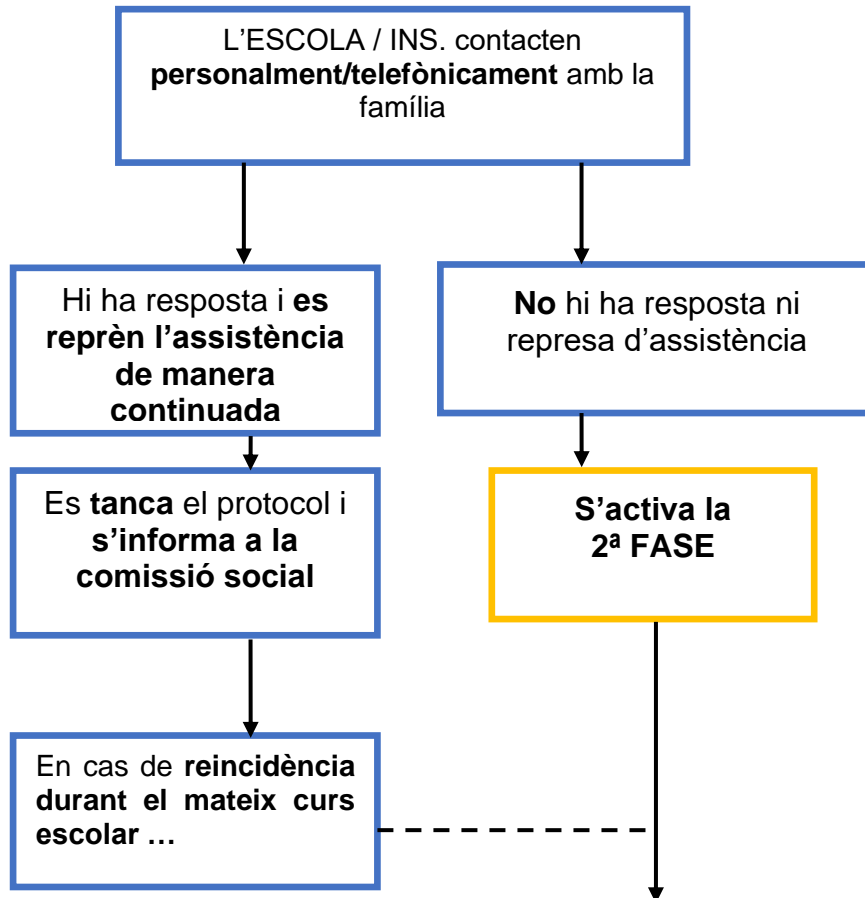 L’ESCOLA / INS. contacten
personalment/telefònicament amb la
família
Hi ha resposta i es
reprèn l’assistència
de manera
continuada
No hi ha resposta ni
represa d’assistència
Es tanca el protocol i
s’informa a la
comissió social
S’activa la
2ª FASE
En cas de reincidència
durant el mateix curs
escolar …